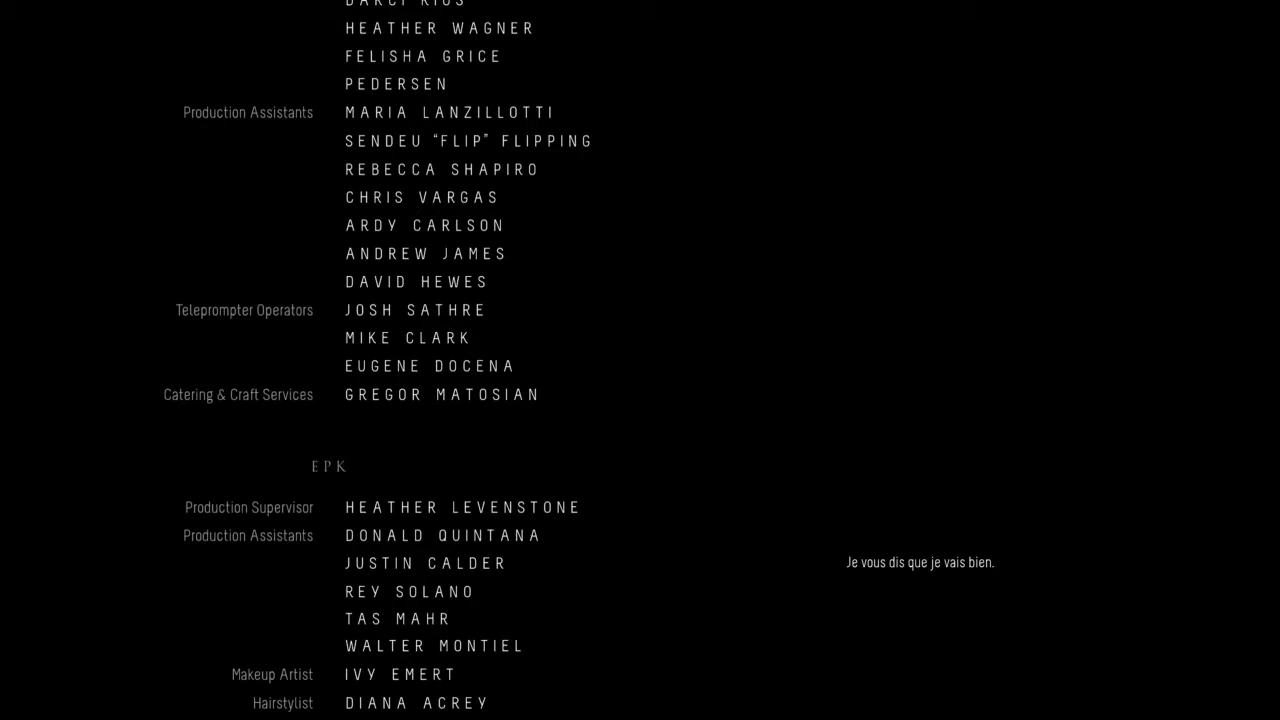 DARCI RIOS
HEATHER WAGNER
FELISHA GRICE
PEDERSEN
Production Assistants MARIA LANZILLOTTI
SENDEU “FLIP” FLIPPING
REBECCA SHAPIRO
CHRIS VARGAS
ARDY CARLSON
ANDREW JAMES
DAVID HEWES
Teleprompter Operators JOSH SATHRE
MIKE CLARK
EUGENE DOCENA
Catering & Craft Services GREGOR MATOSIAN
EPK
Production Supervisor HEATHER LEVENSTONE
Production Assistants DONALD QUINTANA
JUSTIN CALDER
Je vous dis que je vais bien.
REY SOLANO
TAS MAHR
WALTER MONTIEL
Makeup Artist IVY EMERT
Hairstylist DIANA ACREY